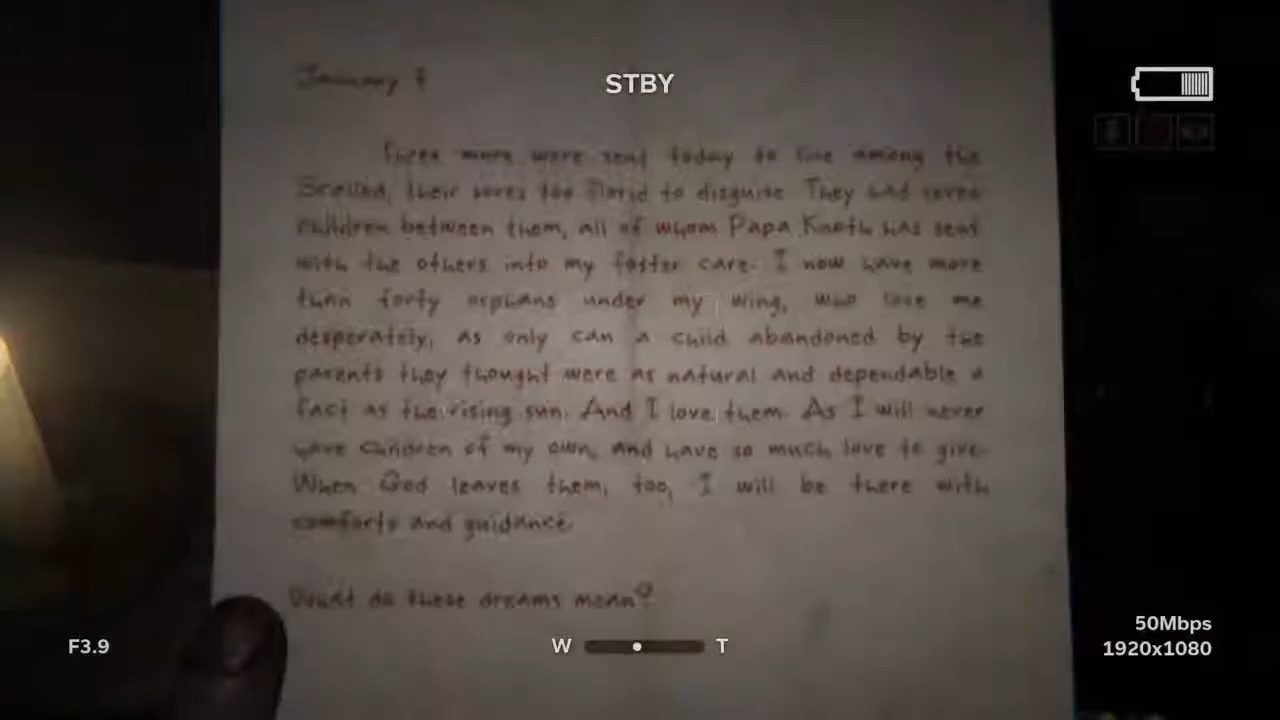 January 7
STBY
Three more were sent today to live among the
Scalled, their sores too florid to disguise. They had seven
children between them, all of whom Papa Knoth has sent
with the others into my foster care. I now have more
than forty orphans under my wing, who love me
desperately, as only can a child abandoned by the
parents they thought were as natural and dependable a
fact as the rising sun. And I love them. As I will never
have children of my own, and have so much love to give.
When God leaves them, too, I will be there with
comforts and guidance.
What do these dreams mean?
F3.9
W T
50Mbps
1920x1080